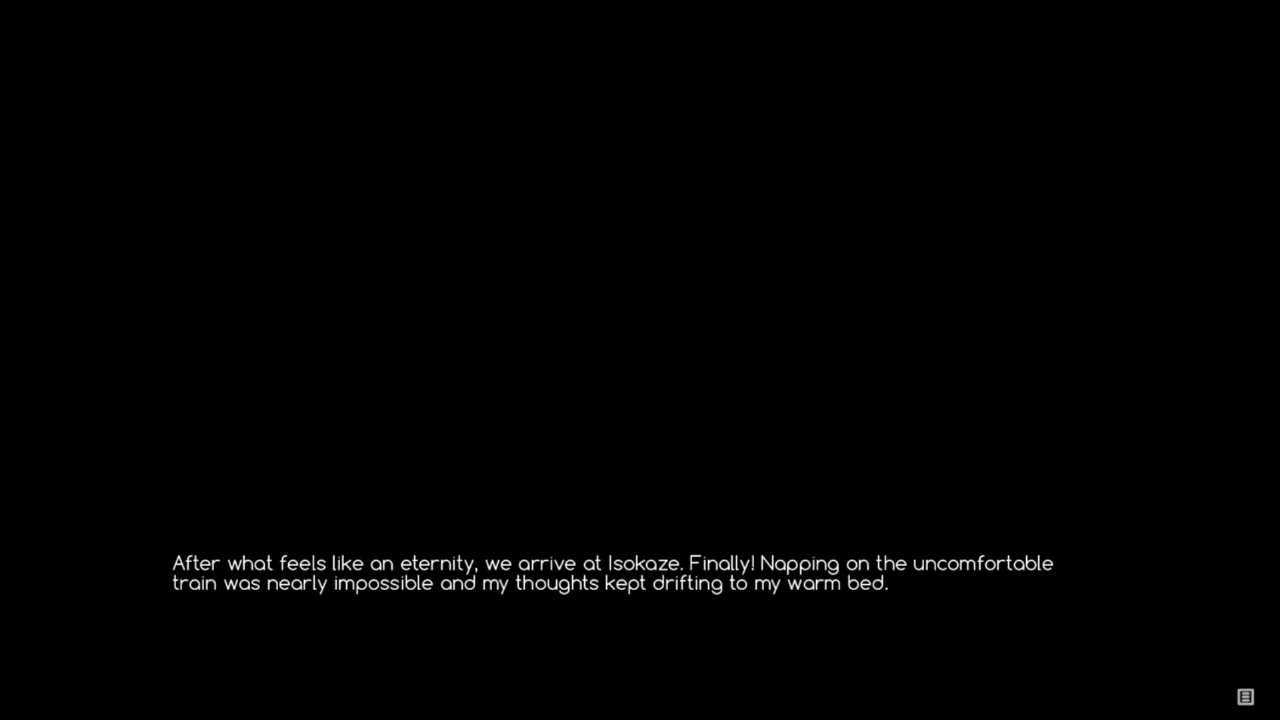 After what feels like an eternity, we arrive at Isokaze. Finally! Napping on the uncomfortable
train was nearly impossible and my thoughts kept drifting to my warm bed.